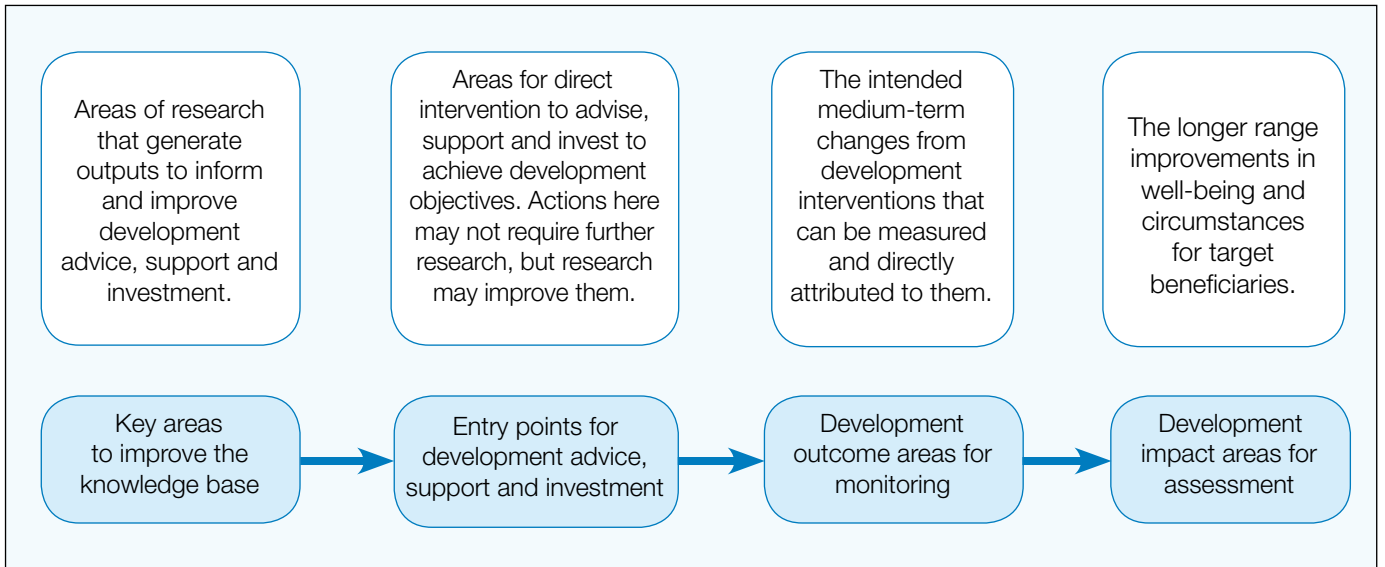 Areas of research
that generate
outputs to inform
and improve
development
advice, support and
investment.
Areas for direct
intervention to advise,
support and invest to
achieve development
objectives. Actions here
may not require further
research, but research
may improve them.
The intended
medium-term
changes from
development
interventions that
can be measured
and directly
attributed to them.
The longer range
improvements in
well-being and
circumstances
for target
beneficiaries.
Key areas
to improve the
knowledge base
Entry points for
development advice,
support and investment
Development
outcome areas for
monitoring
Development
impact areas for
assessment